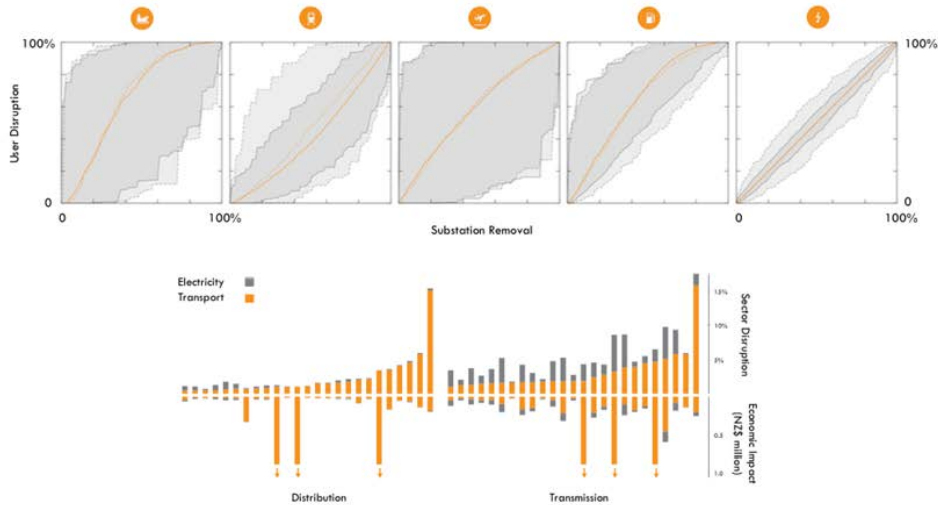 100%
100%
User Disruption
0
0
0
100%
0
100%
Substation Removal
Electricity
Transport
15%
10%
5%
Sector Disruption
0.5
1.0
Economic Impact
(NZ$ million)
Distribution
Transmission